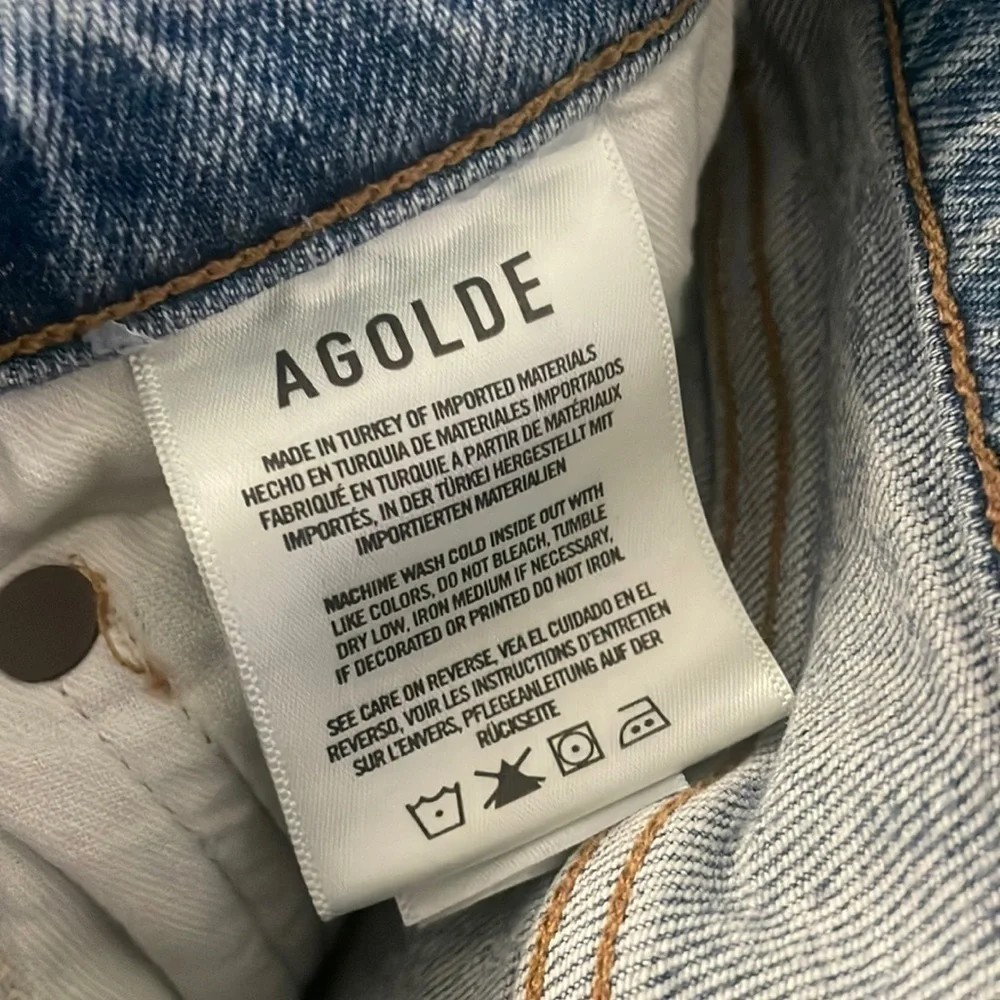 AGOLDE
MADE IN TURKEY OF IMPORTED MATERIALS
HECHO EN TURQUIA DE MATERIALES IMPORTADOS
FABRIQUÉ EN TURQUIE A PARTIR DE MATÉRIAUX
IMPORTÉS, IN DER TÜRKEI HERGESTELLT MIT
IMPORTIERTEN MATERIALIEN
MACHINE WASH COLD INSIDE OUT WITH
LIKE COLORS, DO NOT BLEACH, TUMBLE
DRY LOW, IRON MEDIUM IF NECESSARY,
IF DECORATED OR PRINTED DO NOT IRON.
SEE CARE ON REVERSE, VEA EL CUIDADO EN EL
REVERSO, VOIR LES INSTRUCTIONS D'ENTRETIEN
SUR L'ENVERS, PFLEGEANLEITUNG AUF DER
RÜCKSEITE